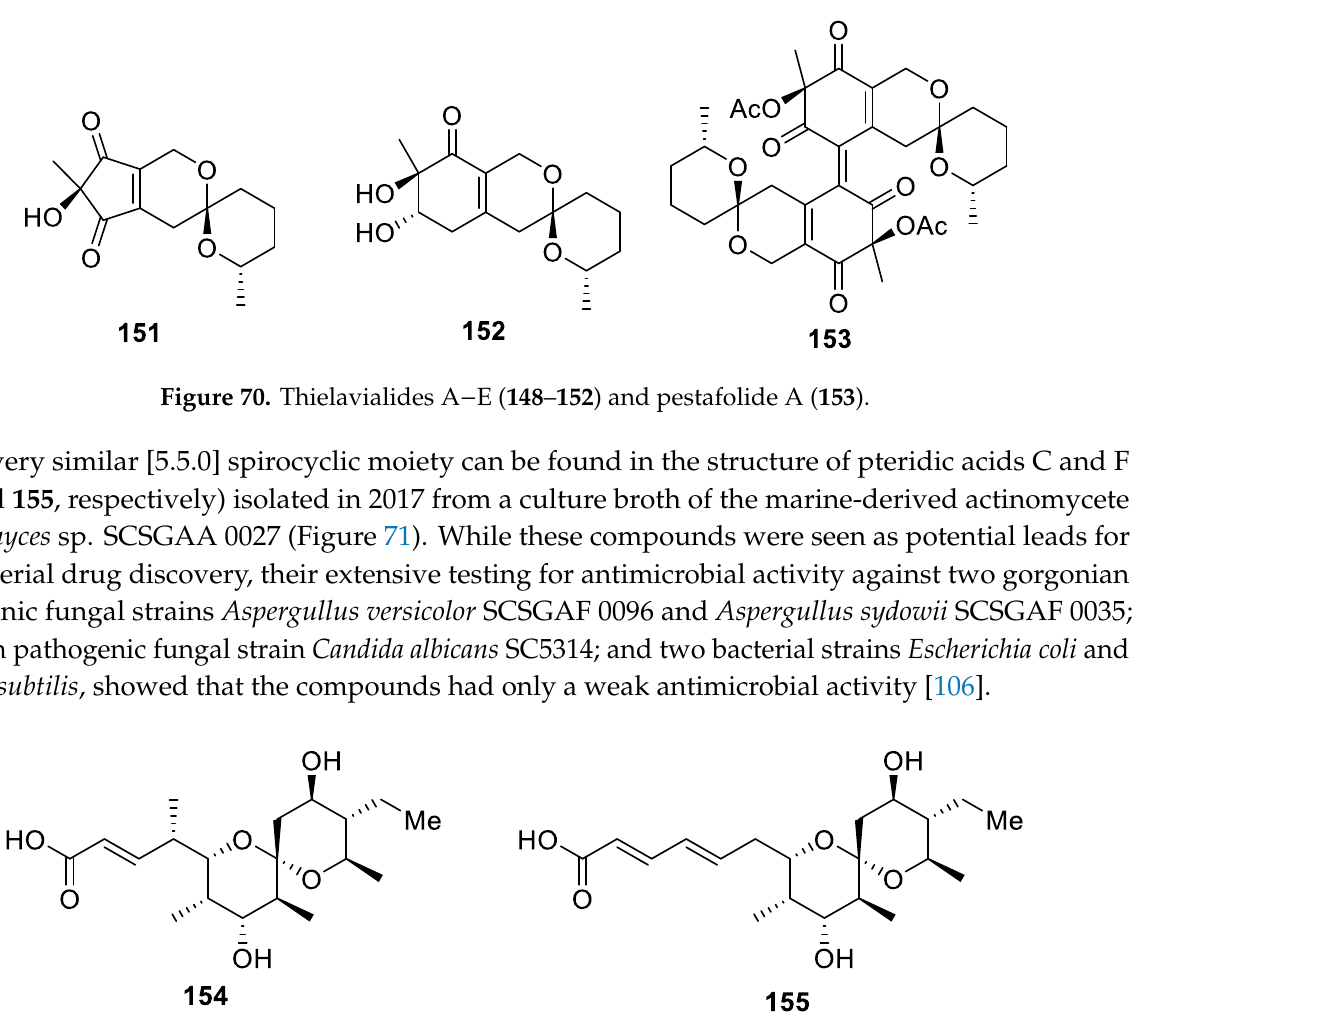 O O HO O O O
O HO HO O O
O AcO O O O O O O OAc O
151 152 153
Figure 70. Thielavialides A−E (148–152) and pestafolide A (153).
very similar [5.5.0] spirocyclic moiety can be found in the structure of pteridic acids C and F
155, respectively) isolated in 2017 from a culture broth of the marine-derived actinomycete
sp. SCSGAA 0027 (Figure 71). While these compounds were seen as potential leads for
drug discovery, their extensive testing for antimicrobial activity against two gorgonian
fungal strains Aspergullus versicolor SCSGAF 0096 and Aspergullus sydowii SCSGAF 0035;
pathogenic fungal strain Candida albicans SC5314; and two bacterial strains Escherichia coli and
subtilis, showed that the compounds had only a weak antimicrobial activity [106].
OH HO O O Me O OH
OH HO O O Me O OH
154 155